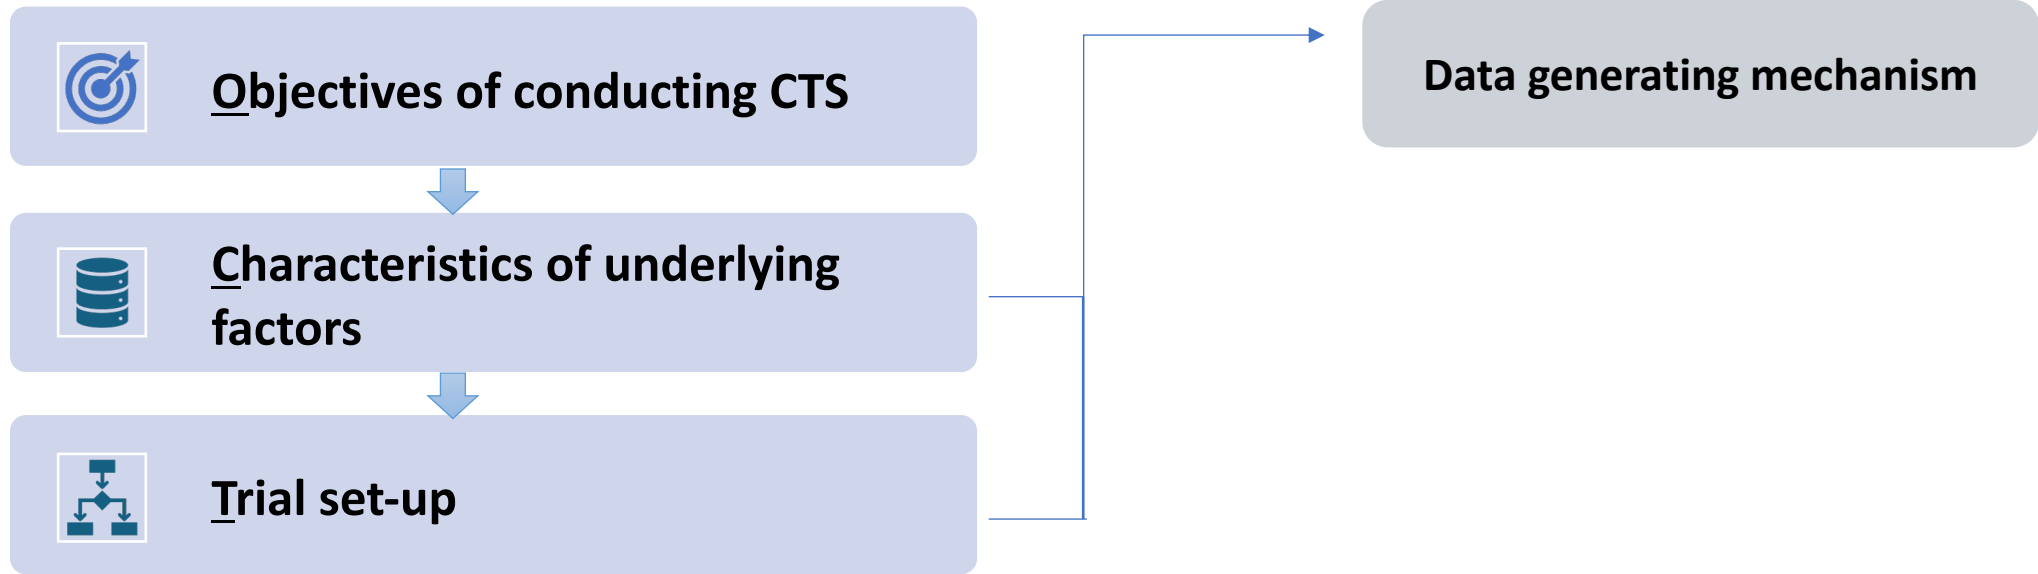 Objectives of conducting CTS
Data generating mechanism
Characteristics of underlying
factors
Trial set-up